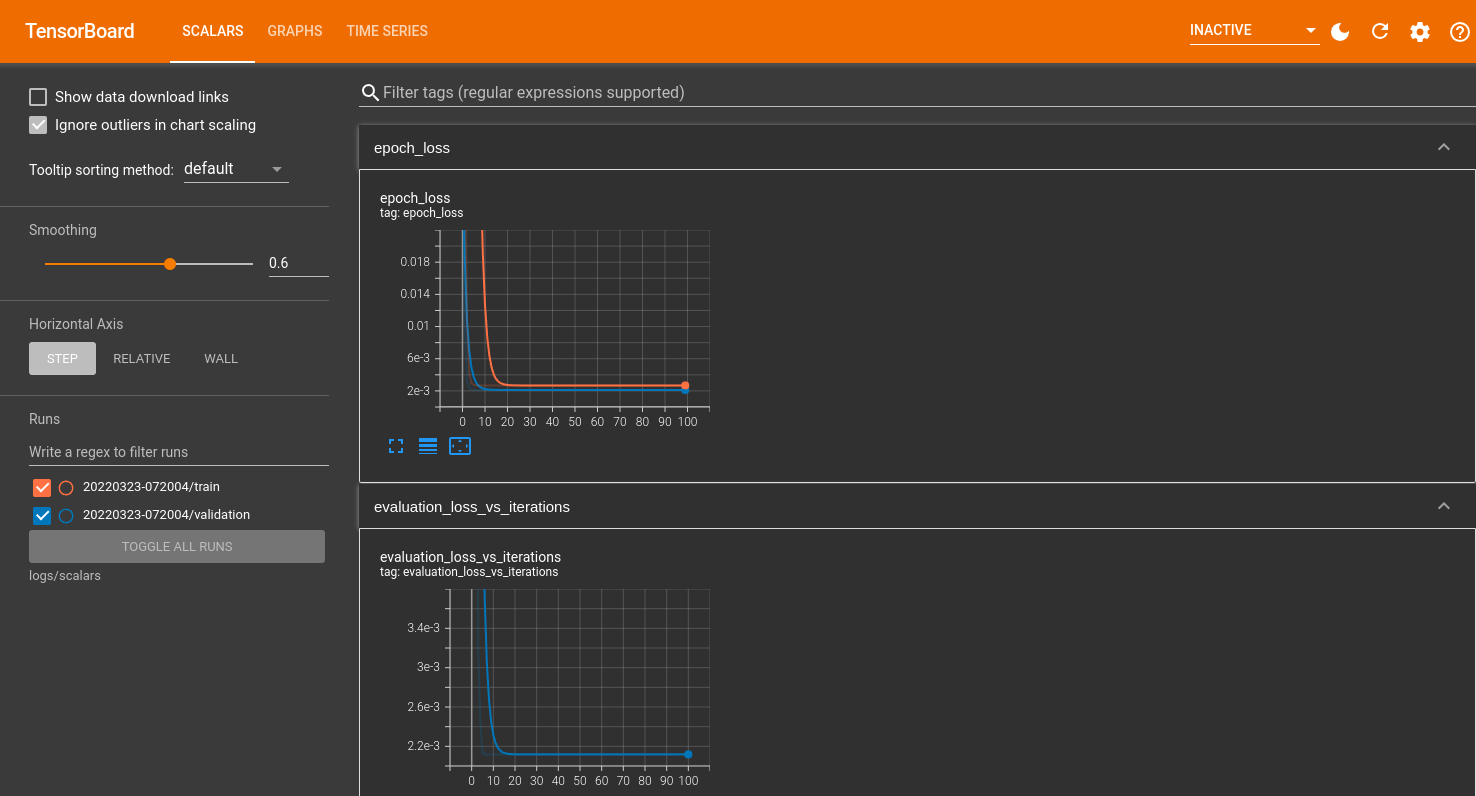 TensorBoard SCALARS GRAPHS TIME SERIES INACTIVE
Show data download links
Ignore outliers in chart scaling
Tooltip sorting method: default
Smoothing
0.6
Horizontal Axis
STEP RELATIVE WALL
Runs
Write a regex to filter runs
20220323-072004/train
20220323-072004/validation
TOGGLE ALL RUNS
logs/scalars
Filter tags (regular expressions supported)
epoch_loss
epoch_loss
tag: epoch_loss
0.018
0.014
0.01
6e-3
2e-3
0 10 20 30 40 50 60 70 80 90 100
evaluation_loss_vs_iterations
evaluation_loss_vs_iterations
tag: evaluation_loss_vs_iterations
3.4e-3
3e-3
2.6e-3
2.2e-3
0 10 20 30 40 50 60 70 80 90 100